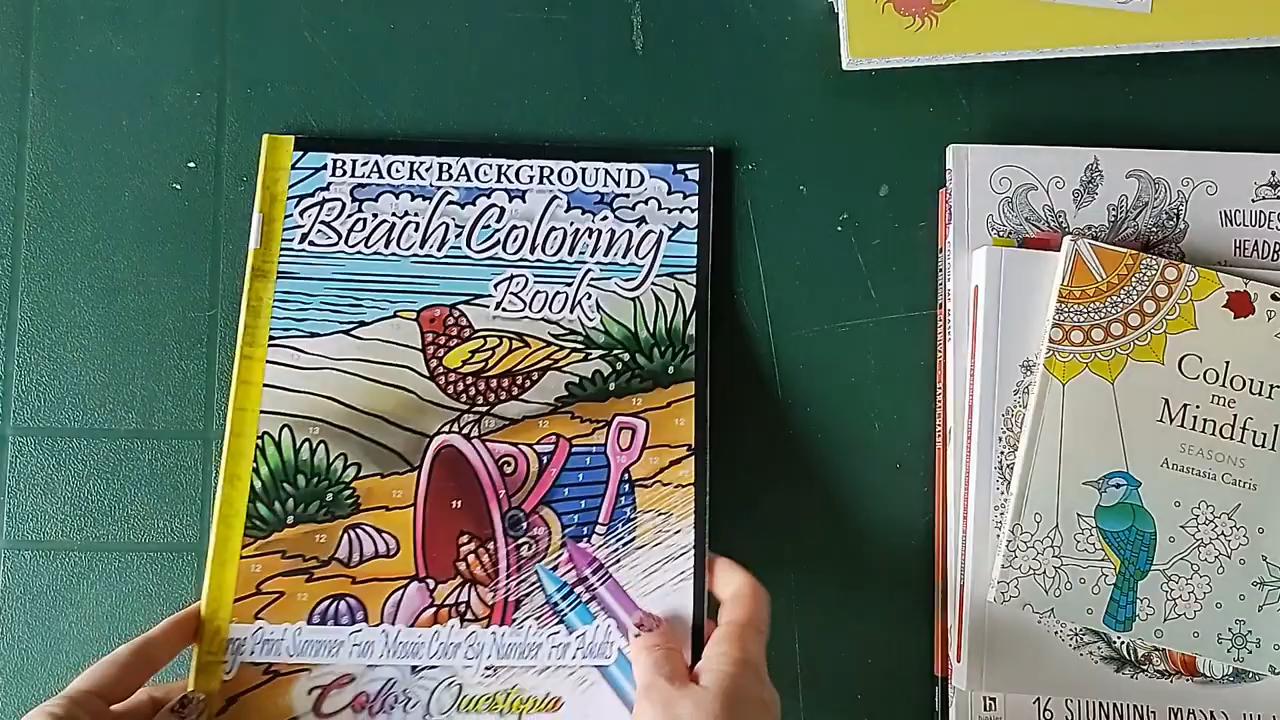 BLACK BACKGROUND
Beach Coloring
Book
Large Print Summer Fun Mosaic Color By Number For Adults
Color Questopia
INCLUDES
HEADB
Colour
me
Mindful
SEASONS
Anastasia Catris
16 STUNNING MASKS